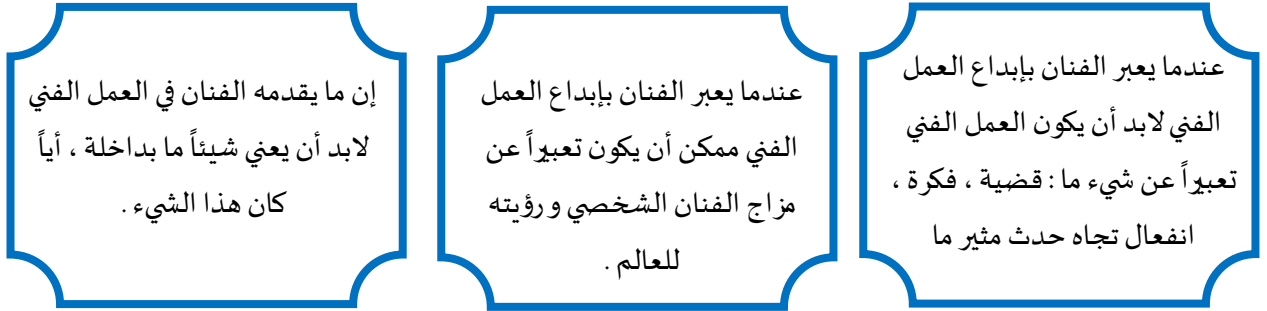 عندما يعبر الفنان بإبداع العمل
الفني لابد أن يكون العمل الفني
تعبيراً عن شيء ما : قضية ، فكرة ،
انفعال تجاه حدث مثير ما
عندما يعبر الفنان بإبداع العمل
الفني ممكن أن يكون تعبيراً عن
مزاج الفنان الشخصي ورؤيته
للعالم .
إن ما يقدمه الفنان في العمل الفني
لابد أن يعني شيئاً ما بداخلة ، أياً
كان هذا الشيء .